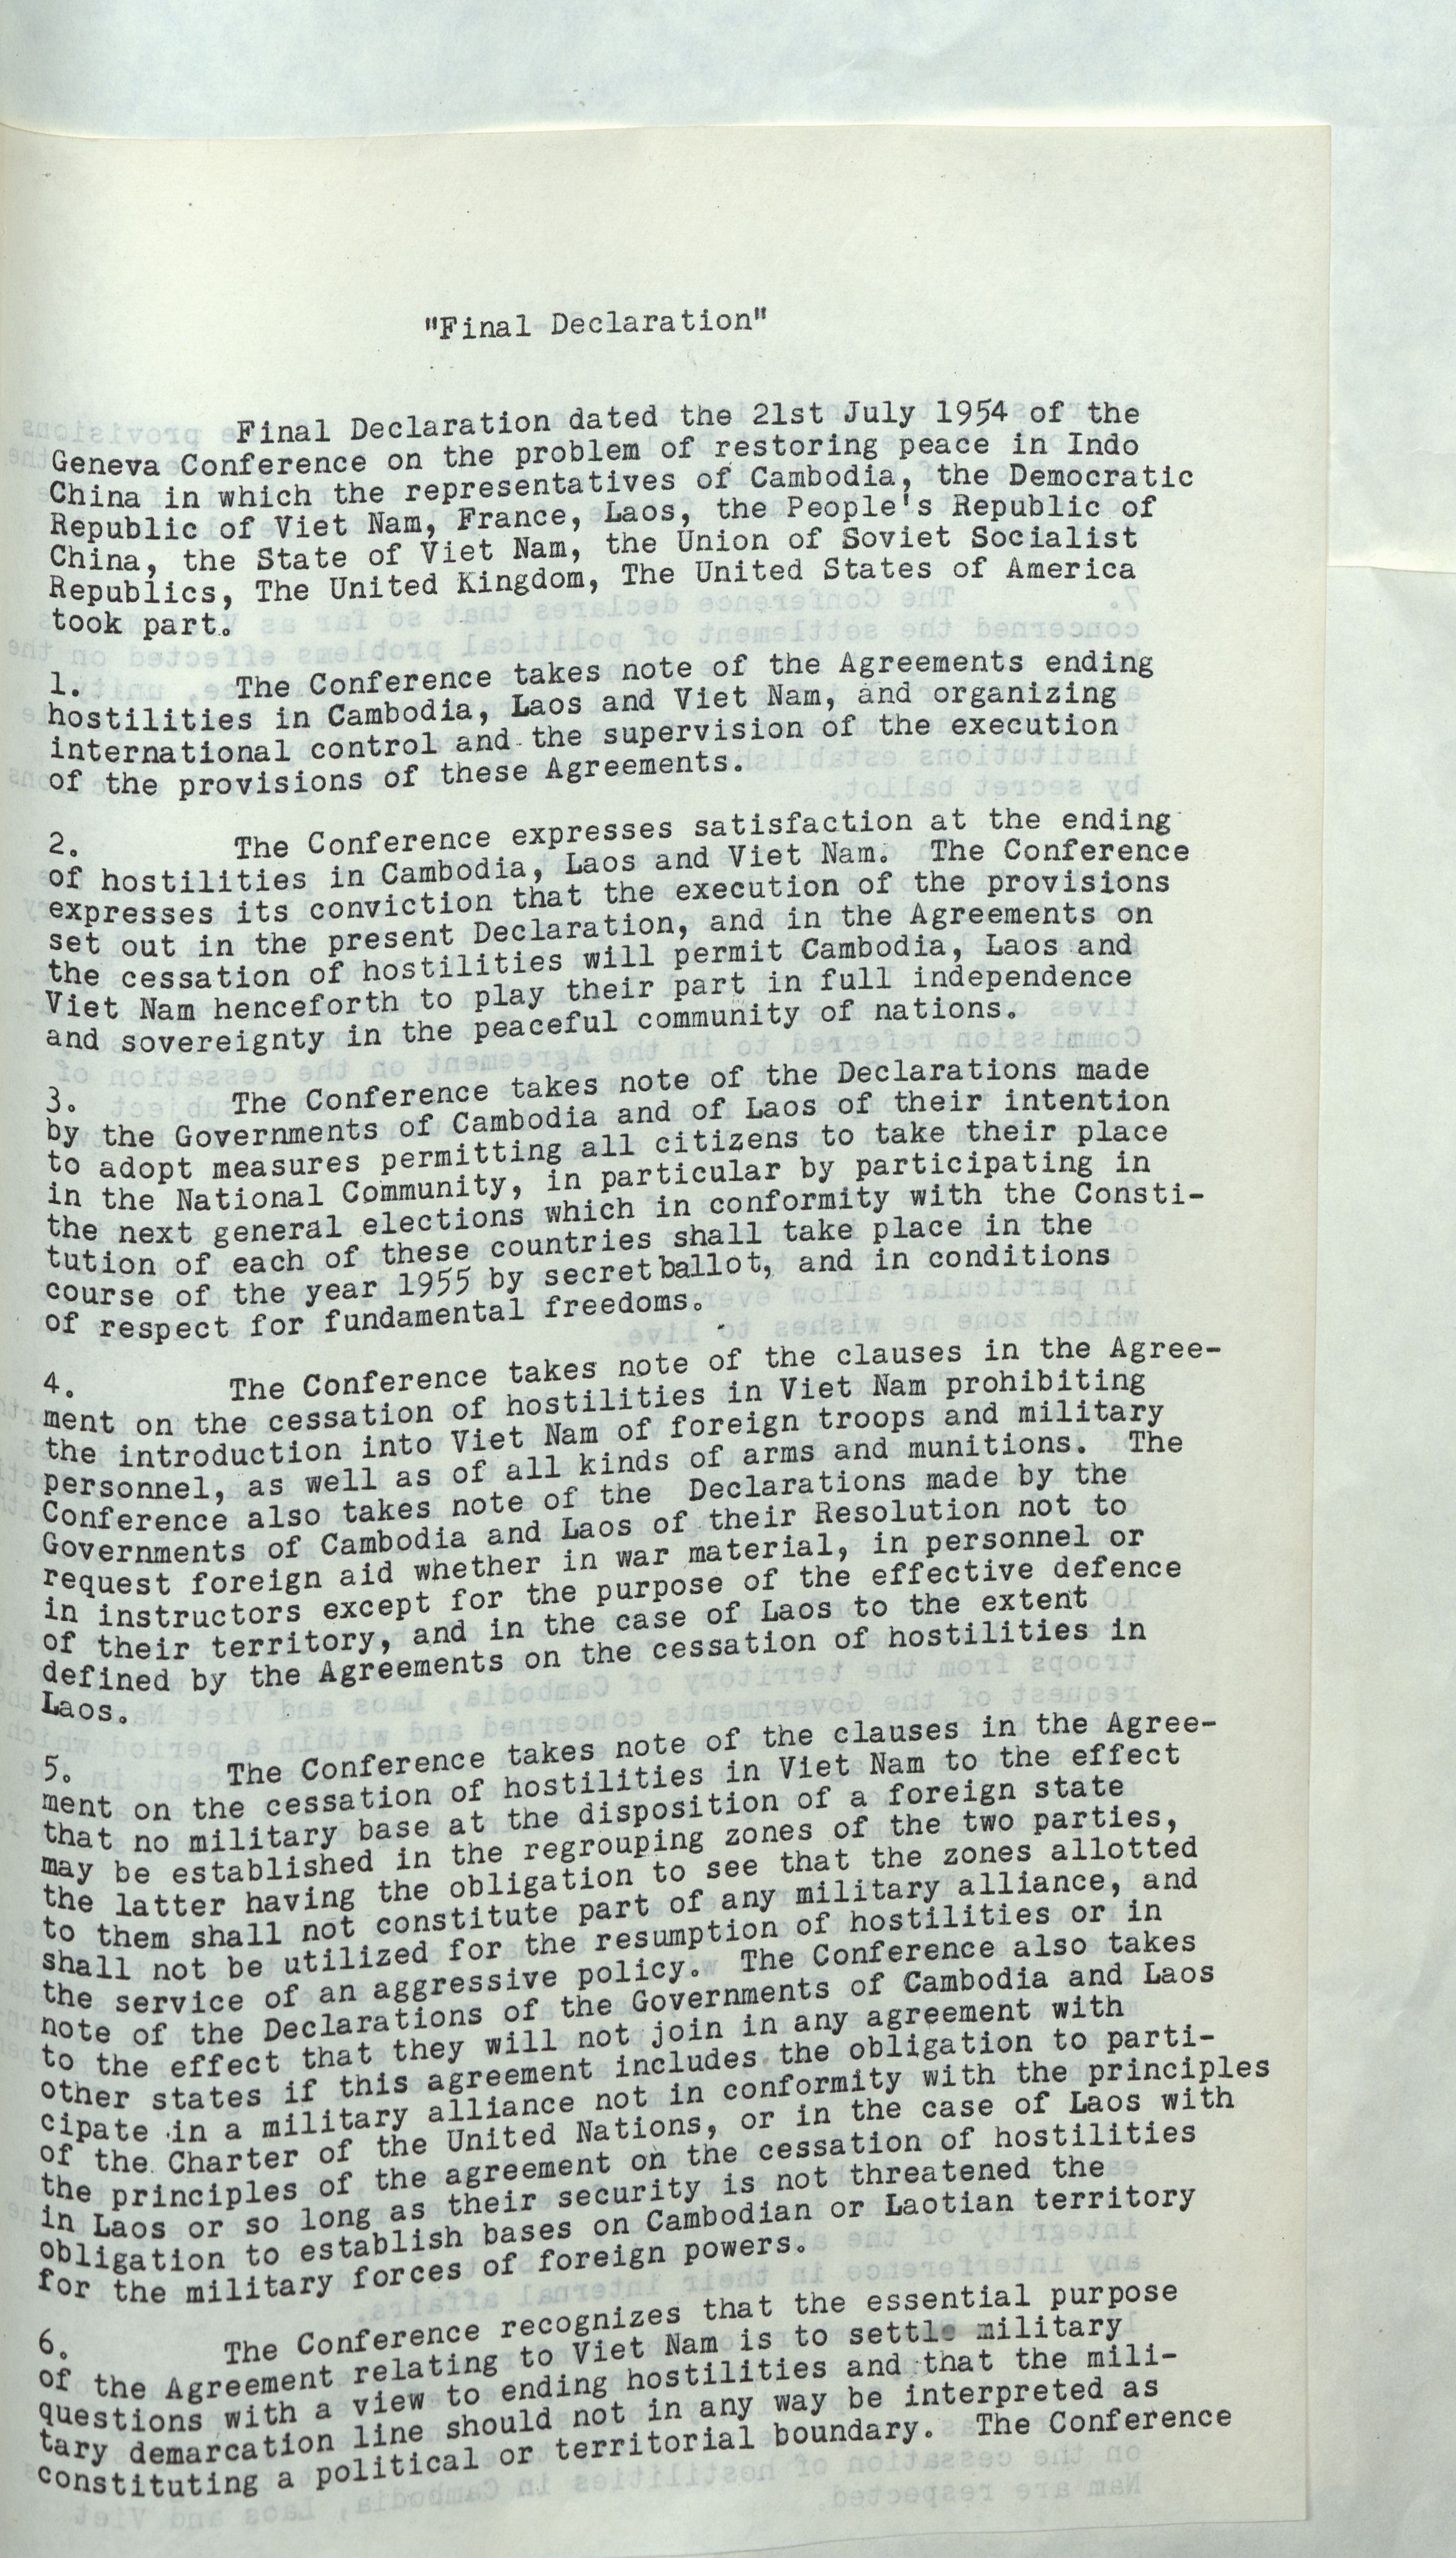 "Final Declaration"
Final Declaration dated the 21st July 1954 of the
Geneva Conference on the problem of restoring peace in Indo
China in which the representatives of Cambodia, the Democratic
Republic of Viet Nam, France, Laos, the People's Republic of
China, the State of Viet Nam, the Union of Soviet Socialist
Republics, The United Kingdom, The United States of America
took part.
1. The Conference takes note of the Agreements ending
hostilities in Cambodia, Laos and Viet Nam, and organizing
international control and the supervision of the execution
of the provisions of these Agreements.
2. The Conference expresses satisfaction at the ending
of hostilities in Cambodia, Laos and Viet Nam. The Conference
expresses its conviction that the execution of the provisions
set out in the present Declaration, and in the Agreements on
the cessation of hostilities will permit Cambodia, Laos and
Viet Nam henceforth to play their part in full independence
and sovereignty in the peaceful community of nations.
3. The Conference takes note of the Declarations made
by the Governments of Cambodia and of Laos of their intention
to adopt measures permitting all citizens to take their place
in the National Community, in particular by participating in
the next general elections which in conformity with the Consti-
tution of each of these countries shall take place in the
course of the year 1955 by secret ballot, and in conditions
of respect for fundamental freedoms.
4. The Conference takes note of the clauses in the Agree-
ment on the cessation of hostilities in Viet Nam prohibiting
the introduction into Viet Nam of foreign troops and military
personnel, as well as of all kinds of arms and munitions. The
Conference also takes note of the Declarations made by the
Governments of Cambodia and Laos of their Resolution not to
request foreign aid whether in war material, in personnel or
in instructors except for the purpose of the effective defence
of their territory, and in the case of Laos to the extent
defined by the Agreements on the cessation of hostilities in
Laos.
5. The Conference takes note of the clauses in the Agree-
ment on the cessation of hostilities in Viet Nam to the effect
that no military base at the disposition of a foreign state
may be established in the regrouping zones of the two parties,
the latter having the obligation to see that the zones allotted
to them shall not constitute part of any military alliance, and
shall not be utilized for the resumption of hostilities or in
the service of an aggressive policy. The Conference also takes
note of the Declarations of the Governments of Cambodia and Laos
to the effect that they will not join in any agreement with
other states if this agreement includes the obligation to parti-
cipate in a military alliance not in conformity with the principles
of the Charter of the United Nations, or in the case of Laos with
the principles of the agreement on the cessation of hostilities
in Laos or so long as their security is not threatened the
obligation to establish bases on Cambodian or Laotian territory
for the military forces of foreign powers.
6. The Conference recognizes that the essential purpose
of the Agreement relating to Viet Nam is to settle military
questions with a view to ending hostilities and that the mili-
tary demarcation line should not in any way be interpreted as
constituting a political or territorial boundary. The Conference